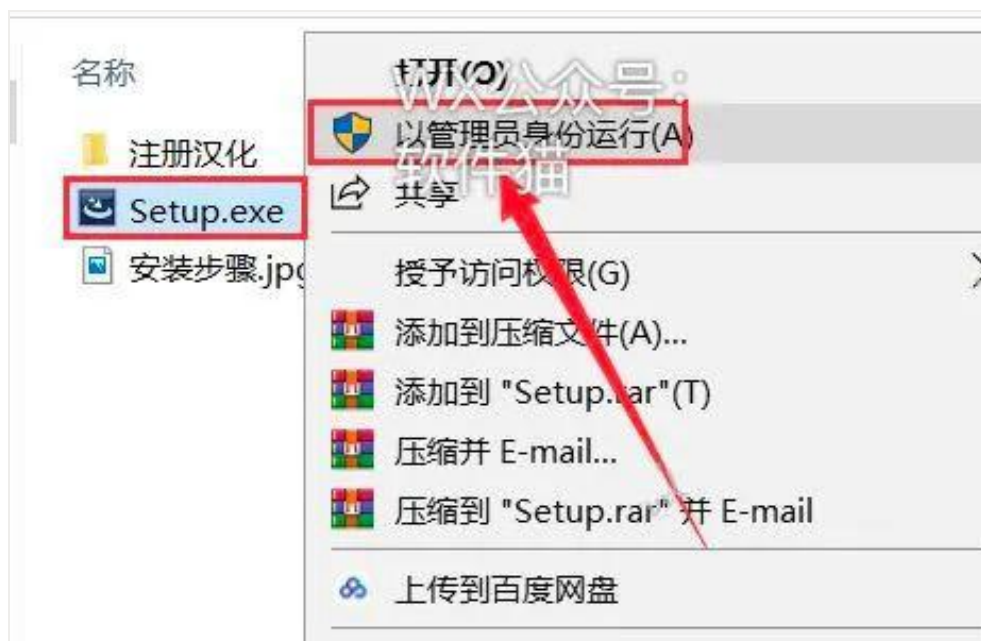 名称
注册汉化
Setup.exe
安装步骤.jpg
打开(O)
WX公众号:
以管理员身份运行(A)
软件猫
共享
授予访问权限(G)
添加到压缩文件(A)...
添加到 "Setup.rar"(T)
压缩并 E-mail...
压缩到 "Setup.rar" 并 E-mail
上传到百度网盘